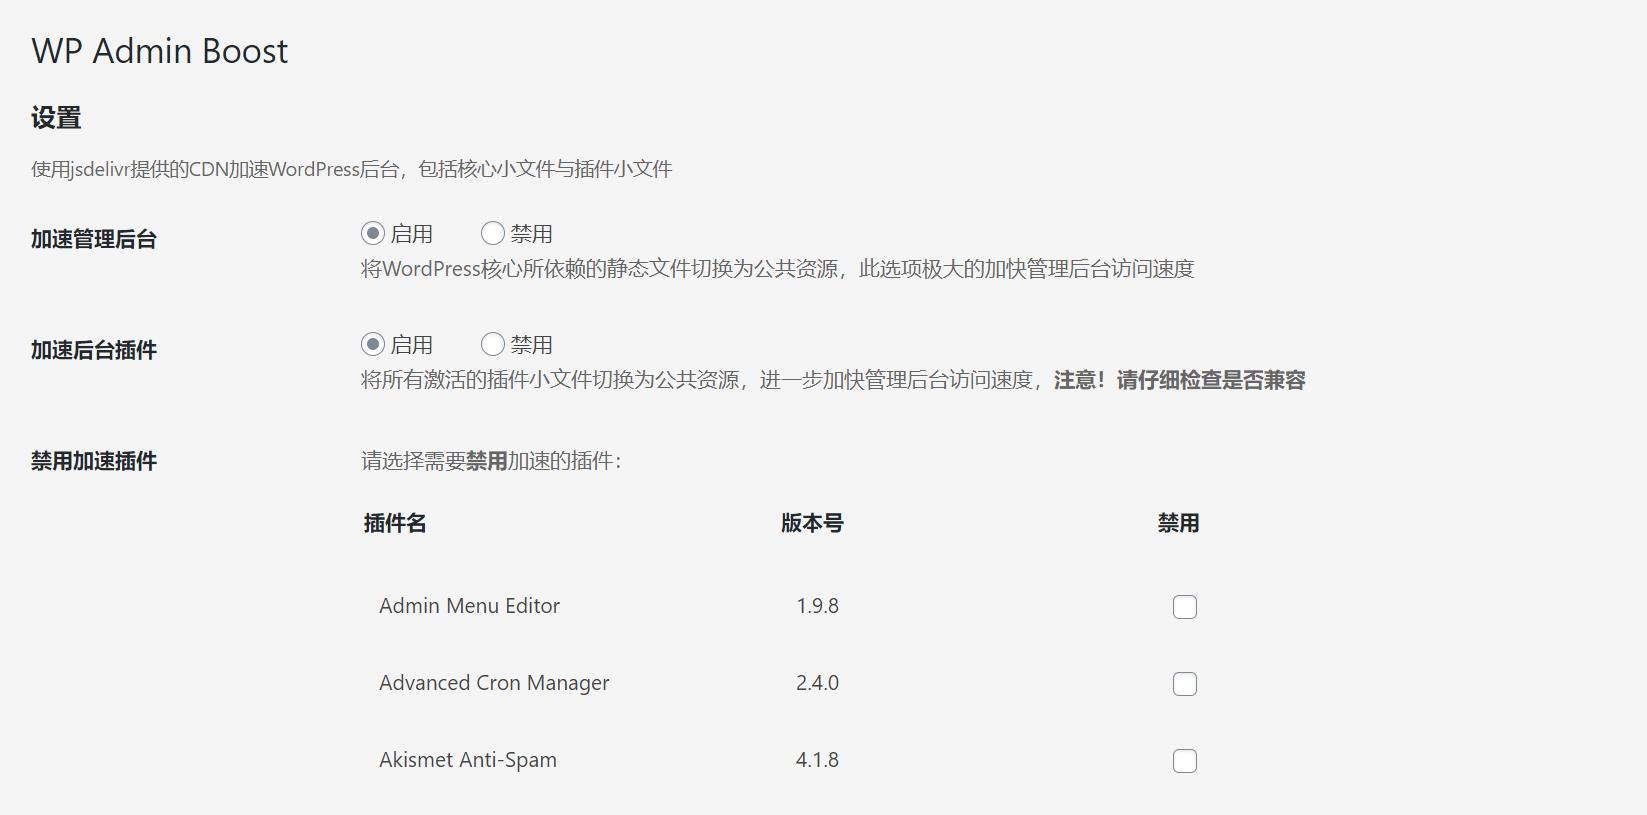 WP Admin Boost
设置
使用jsdelivr提供的CDN加速WordPress后台，包括核心小文件与插件小文件
加速管理后台
启用 禁用
将WordPress核心所依赖的静态文件切换为公共资源，此选项极大的加快管理后台访问速度
加速后台插件
启用 禁用
将所有激活的插件小文件切换为公共资源，进一步加快管理后台访问速度，注意！请仔细检查是否兼容
禁用加速插件
请选择需要禁用加速的插件：
插件名 版本号 禁用
Admin Menu Editor 1.9.8
Advanced Cron Manager 2.4.0
Akismet Anti-Spam 4.1.8